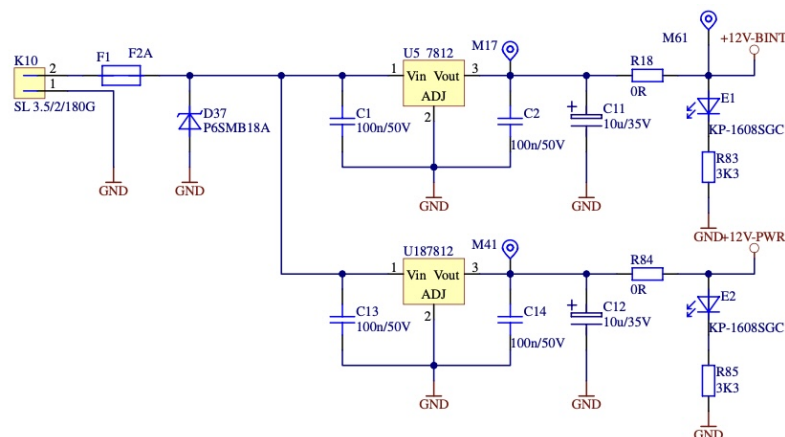 K10
2
1
SL 3.5/2/180G
F1
F2A
GND
D37
P6SMB18A
GND
C1
100n/50V
U5 7812
1
Vin Vout
3
ADJ
2
GND
M17
C2
100n/50V
C11
10u/35V
GND
R18
0R
M61
+12V-BINT
E1
KP-1608SGC
R83
3K3
GND
C13
100n/50V
U187812
1
Vin Vout
3
ADJ
2
GND
M41
C14
100n/50V
C12
10u/35V
GND
R84
0R
+12V-PWR
E2
KP-1608SGC
R85
3K3
GND